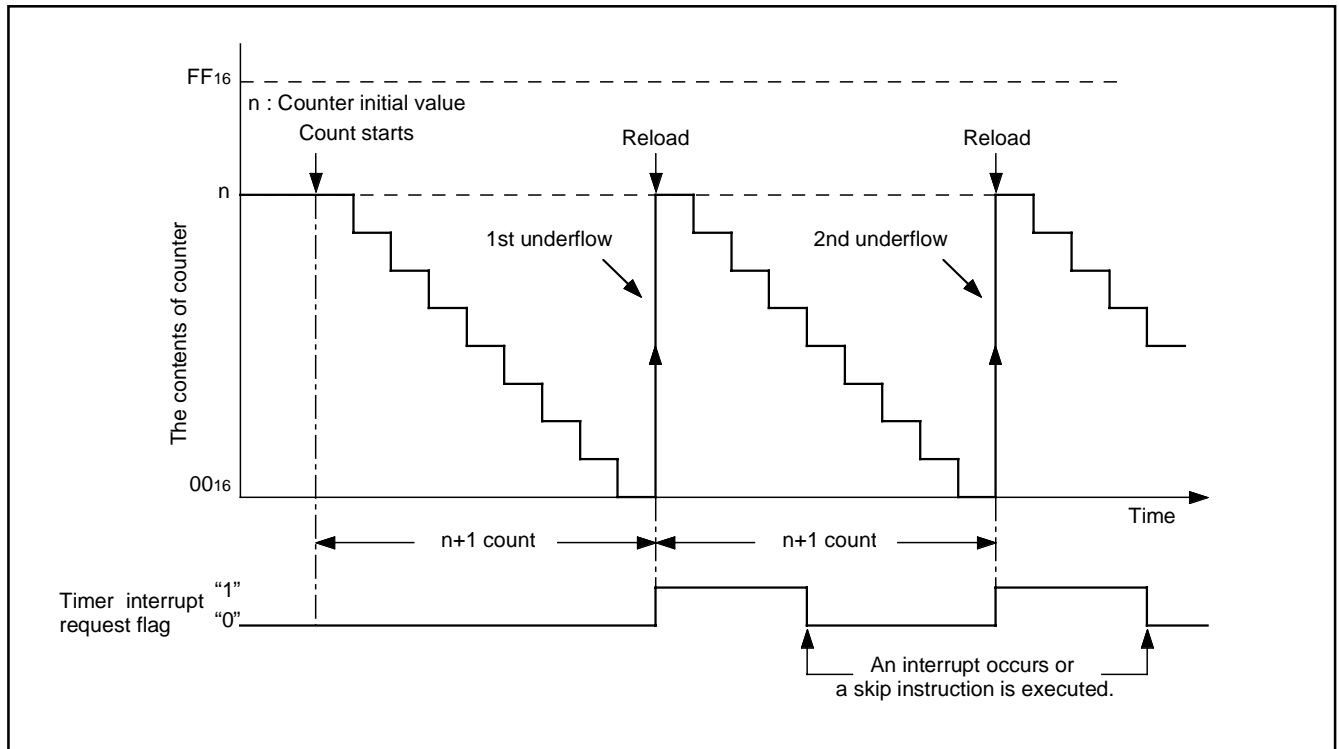 FF16
n : Counter initial value
Count starts
Reload
Reload
n
1st underflow
2nd underflow
The contents of counter
0016
Time
n+1 count
n+1 count
Timer interrupt
request flag
“1”
“0”
An interrupt occurs or
a skip instruction is executed.